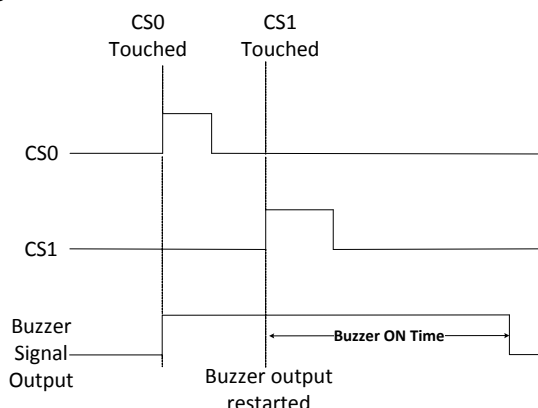 CS0
Touched
CS1
Touched
CS0
CS1
Buzzer
Signal
Output
Buzzer ON Time
Buzzer output
restarted